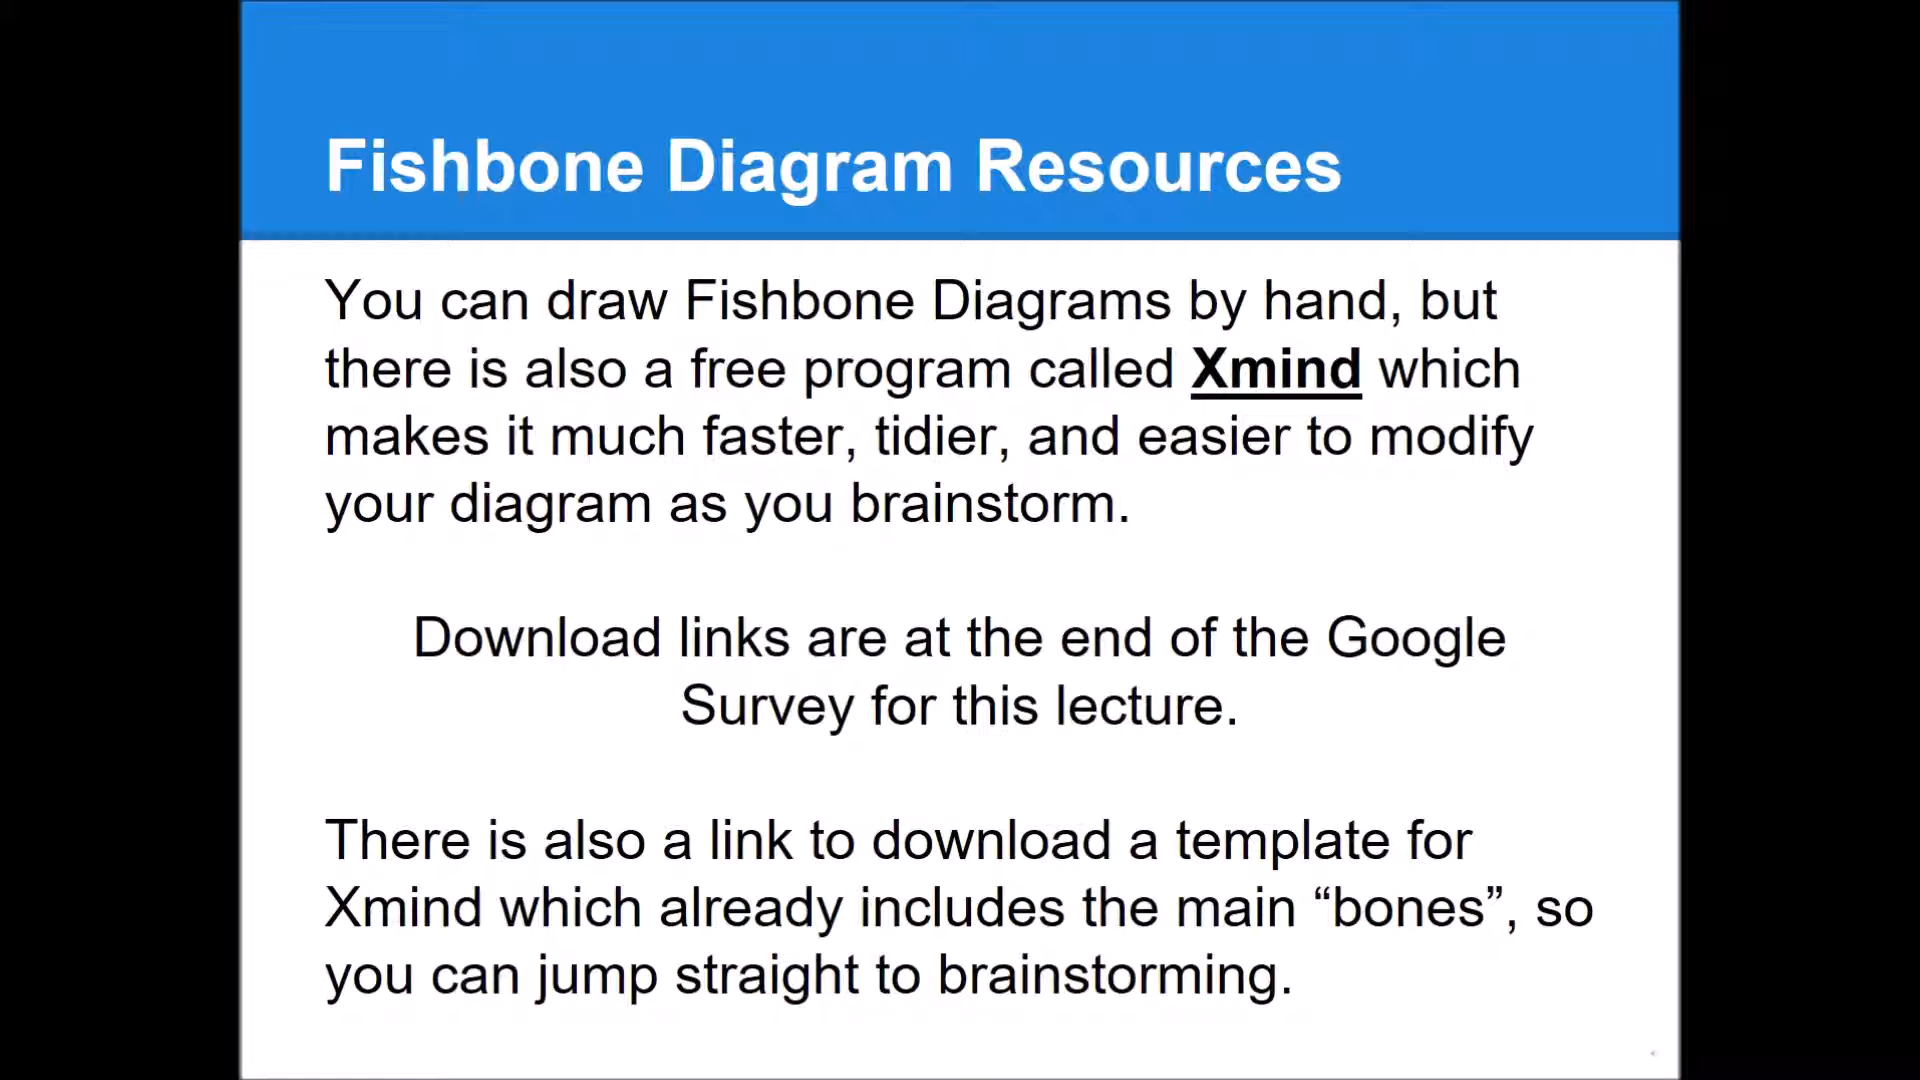 Fishbone Diagram Resources
You can draw Fishbone Diagrams by hand, but
there is also a free program called Xmind which
makes it much faster, tidier, and easier to modify
your diagram as you brainstorm.
Download links are at the end of the Google
Survey for this lecture.
There is also a link to download a template for
Xmind which already includes the main “bones”, so
you can jump straight to brainstorming.